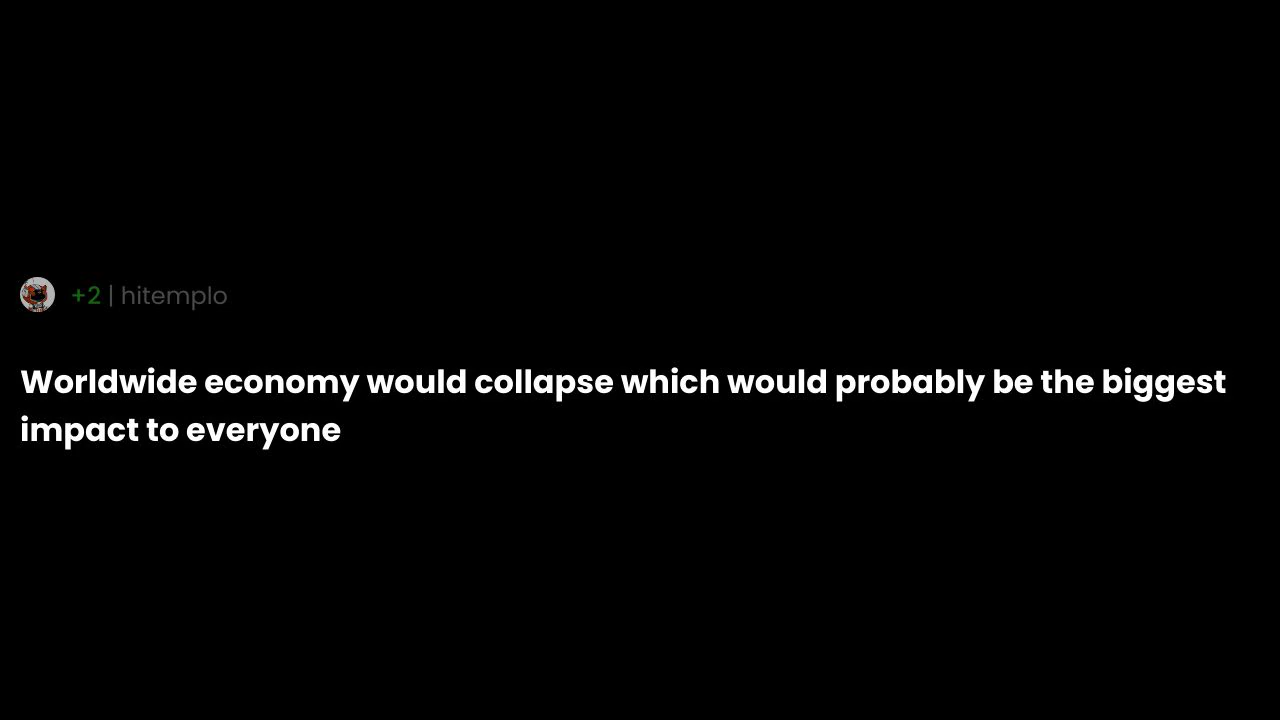 +2 | hitemplo
Worldwide economy would collapse which would probably be the biggest
impact to everyone